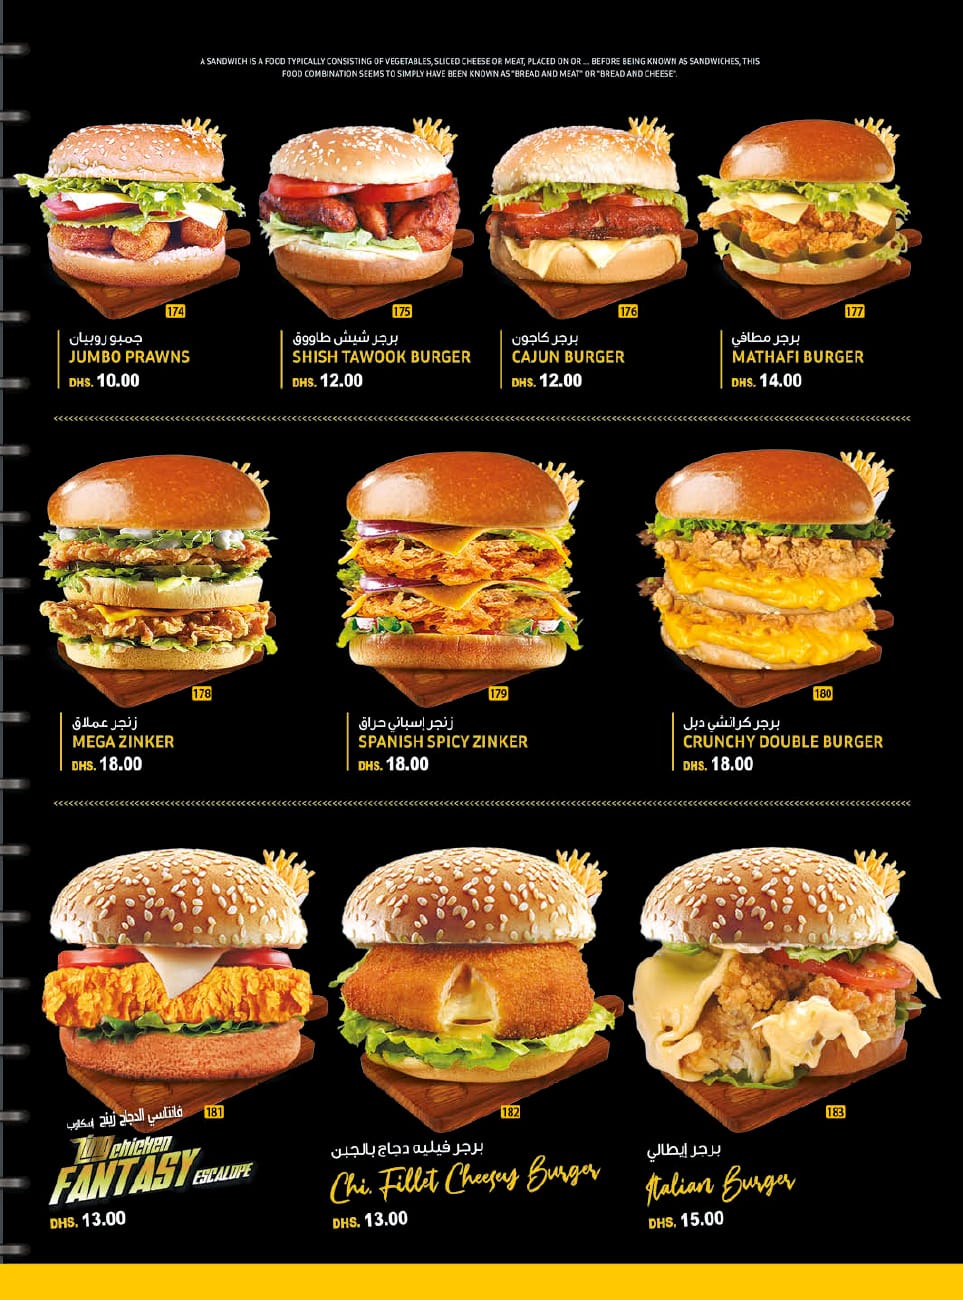 A SANDWICH IS A FOOD TYPICALLY CONSISTING OF VEGETABLES, SLICED CHEESE OR MEAT, PLACED ON OR ... BEFORE BEING KNOWN AS SANDWICHES, THIS
FOOD COMBINATION SEEMS TO SIMPLY HAVE BEEN KNOWN AS "BREAD AND MEAT" OR "BREAD AND CHEESE".
174
جمبو روبيان
JUMBO PRAWNS
DHS. 10.00
175
برجر شيش طاووق
SHISH TAWOOK BURGER
DHS. 12.00
176
برجر كاجون
CAJUN BURGER
DHS. 12.00
177
برجر مطافي
MATHAFI BURGER
DHS. 14.00
178
زنجر عملاق
MEGA ZINKER
DHS. 18.00
179
زنجر إسباني حراق
SPANISH SPICY ZINKER
DHS. 18.00
180
برجر كرانشي دبل
CRUNCHY DOUBLE BURGER
DHS. 18.00
181
فانتاسي الدجاج زينج إسكالوب
Zing chicken
FANTASY ESCALOPE
DHS. 13.00
182
برجر فيليه دجاج بالجبن
Chi. Fillet Cheesey Burger
DHS. 13.00
183
برجر إيطالي
Italian Burger
DHS. 15.00